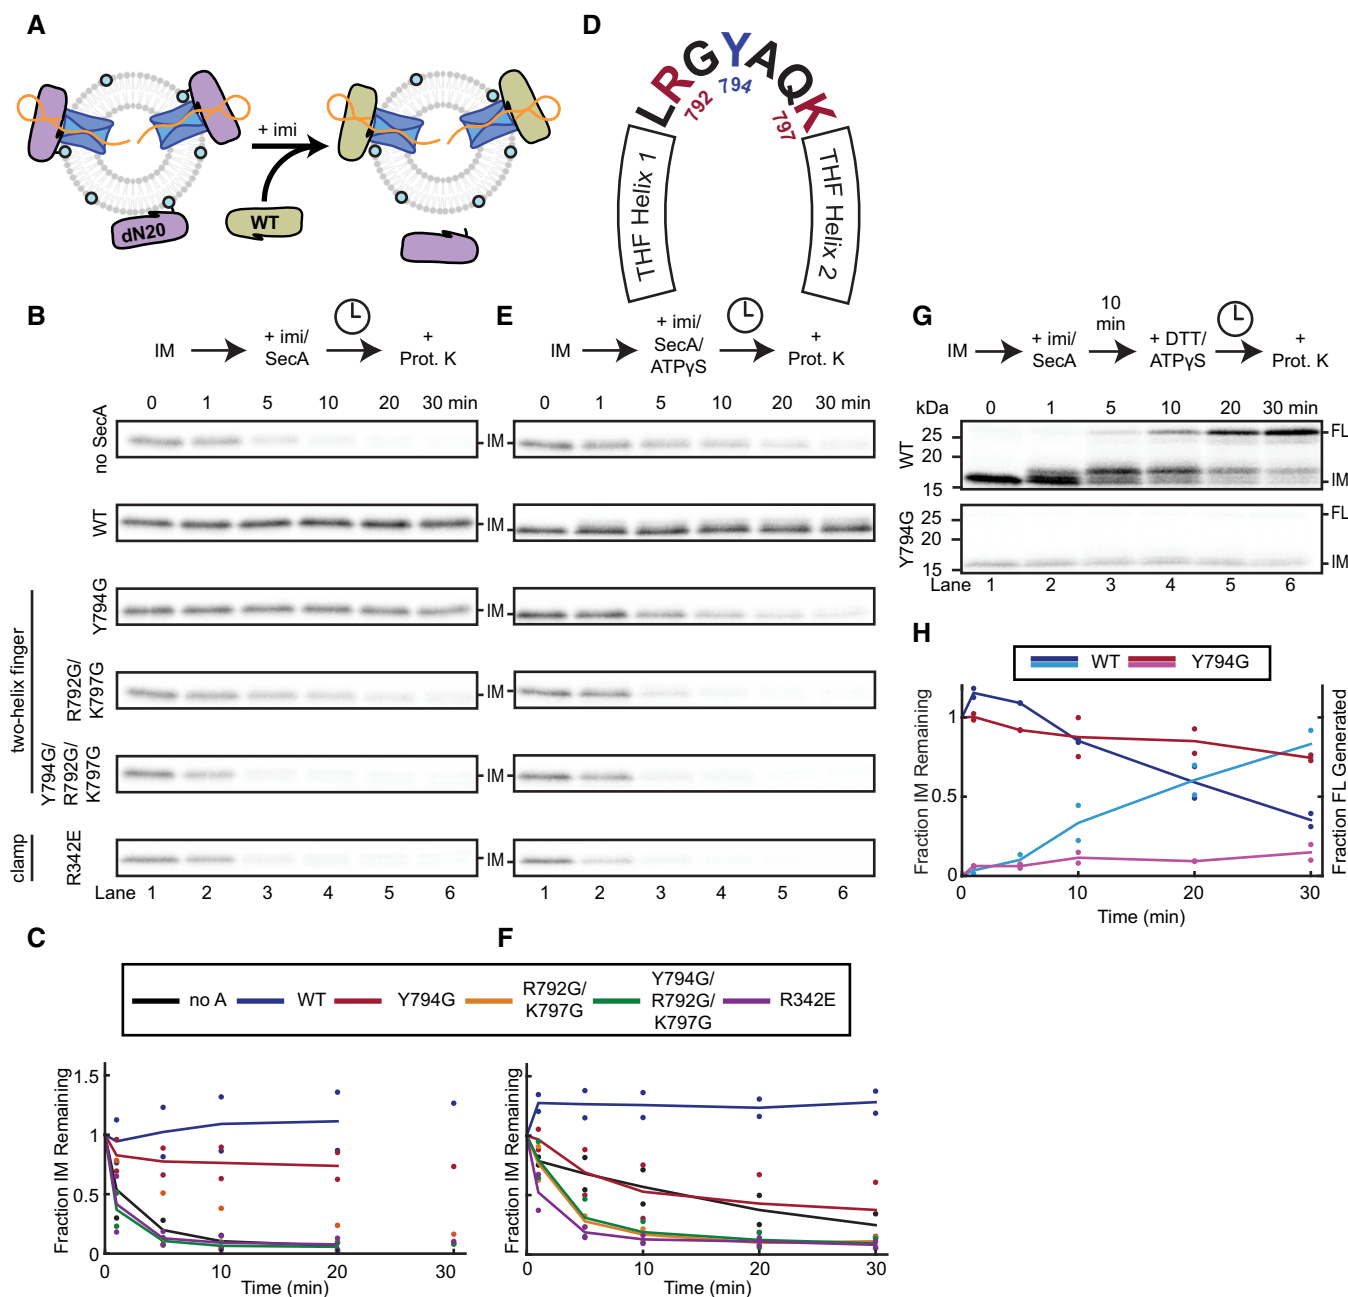 A
+ imi
dN20
WT
D
L R G Y A Q K
792
794
797
THF Helix 1
THF Helix 2
B
IM
+ imi/
SecA
+
Prot. K
0 1 5 10 20 30 min
no SecA
IM
WT
IM
two-helix finger
Y794G
IM
R792G/
K797G
IM
Y794G/
R792G/
K797G
IM
clamp
R342E
IM
Lane 1 2 3 4 5 6
E
IM
+ imi/
SecA/
ATPγS
+
Prot. K
0 1 5 10 20 30 min
1 2 3 4 5 6
G
IM
+ imi/
SecA
10
min
+ DTT/
ATPγS
+
Prot. K
kDa 0 1 5 10 20 30 min
WT
25
20
15
FL
IM
Y794G
25
20
15
FL
IM
Lane 1 2 3 4 5 6
H
WT Y794G
Fraction IM Remaining
1
0.5
0
Fraction FL Generated
0 10 20 30
Time (min)
C
F
no A WT Y794G R792G/
K797G Y794G/
R792G/
K797G R342E
Fraction IM Remaining
1.5
1
0.5
0
0 10 20 30
Time (min)
Fraction IM Remaining
0 10 20 30
Time (min)